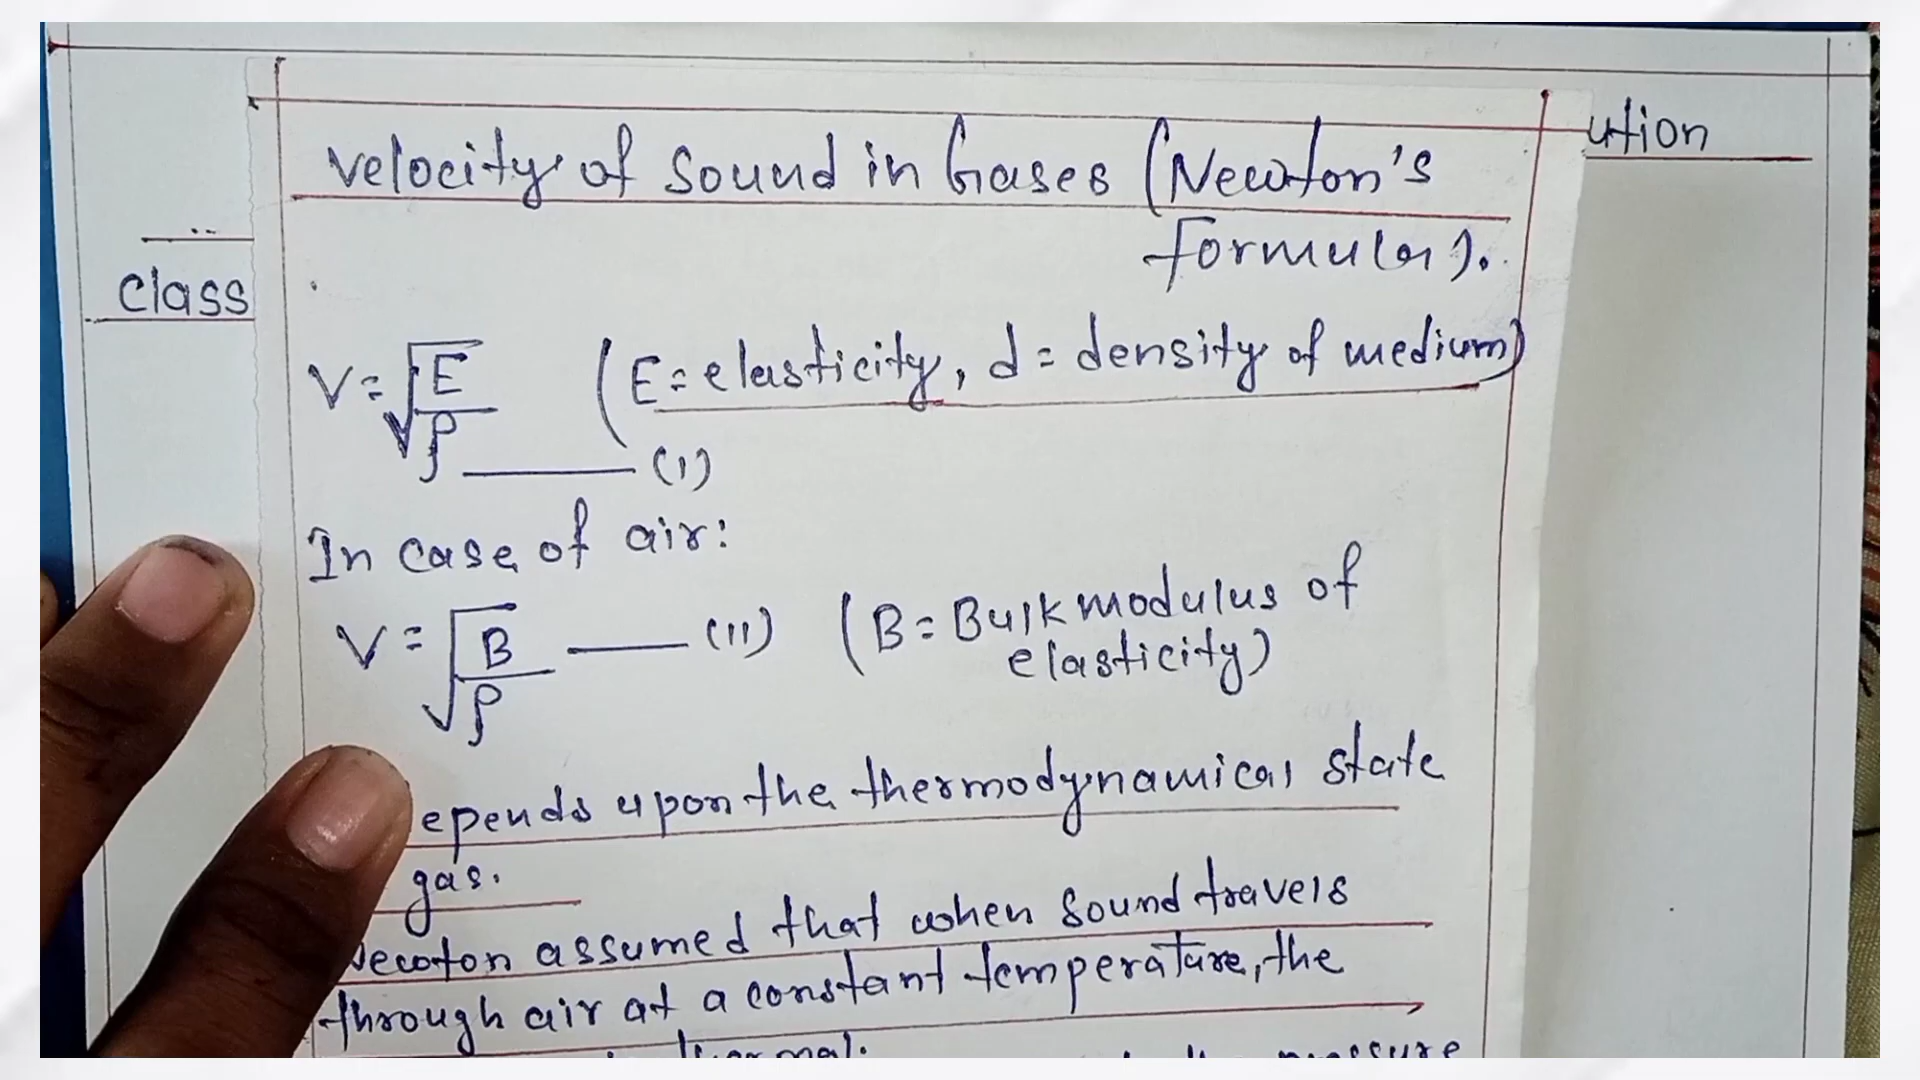 velocity of sound in Gases (Newton's
formula).
ution
class
V = √E/ρ (E = elasticity, d = density of medium)
(I)
In case of air:
V = √B/ρ (II) (B = Bulk modulus of
elasticity)
epends upon the thermodynamical state
gas.
Newton assumed that when sound travels
through air at a constant temperature, the
pressure